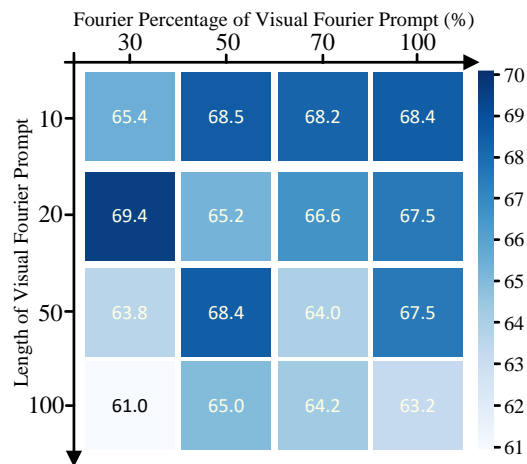 Fourier Percentage of Visual Fourier Prompt (%)
30 50 70 100
Length of Visual Fourier Prompt
10 65.4 68.5 68.2 68.4
20 69.4 65.2 66.6 67.5
50 63.8 68.4 64.0 67.5
100 61.0 65.0 64.2 63.2
70
69
68
67
66
65
64
63
62
61